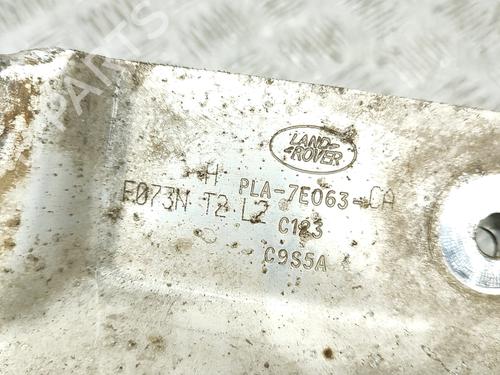 LAND
ROVER
H PLA-7E063-CA
F073N T2 L2
C123
C9S5A